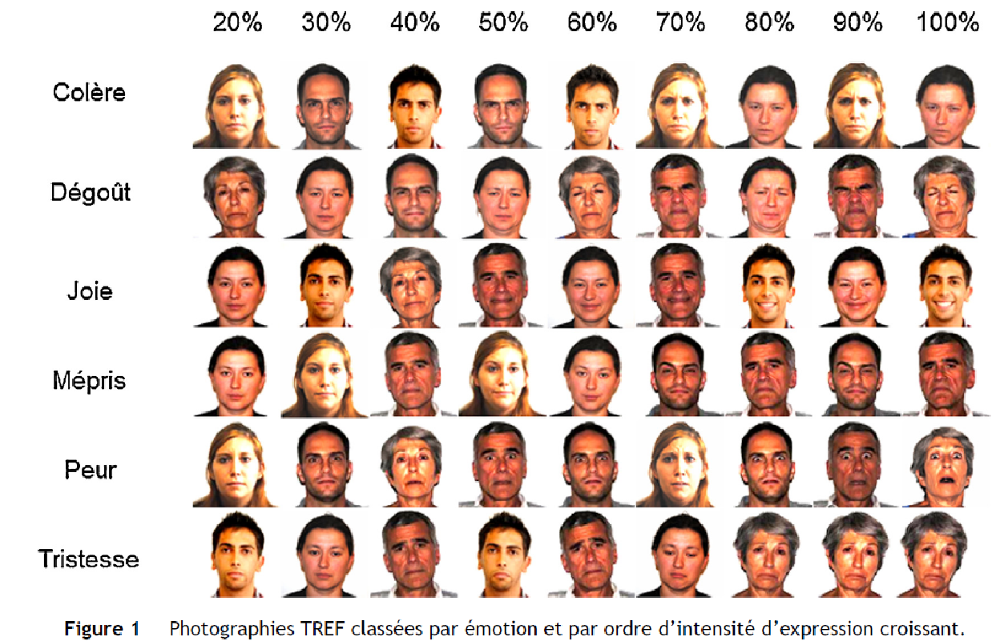 20% 30% 40% 50% 60% 70% 80% 90% 100%
Colère
Dégoût
Joie
Mépris
Peur
Tristesse
Figure 1 Photographies TREF classées par émotion et par ordre d’intensité d’expression croissant.